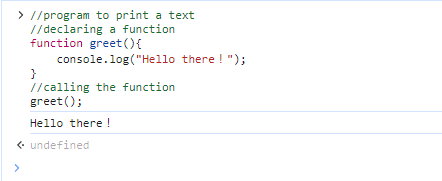 //program to print a text
//declaring a function
function greet(){
    console.log("Hello there！");
}
//calling the function
greet();
Hello there！
undefined